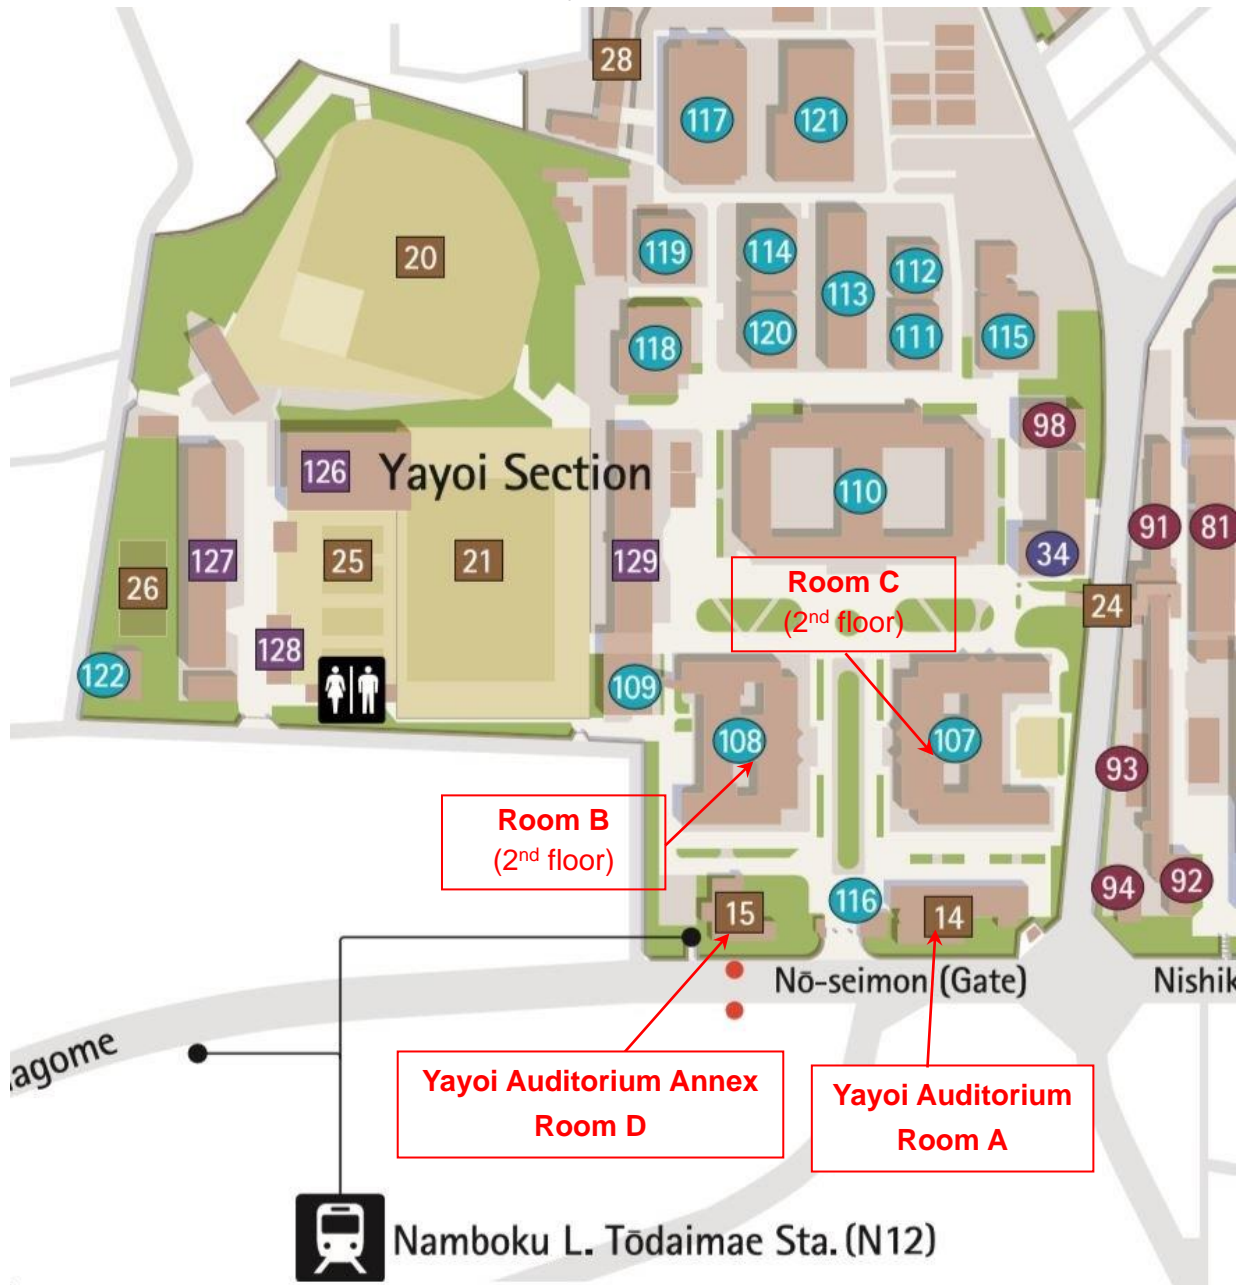 28
117
121
20
119
114
112
113
118
120
111
115
98
126
Yayoi Section
110
91
81
127
25
21
129
34
26
Room C
(2nd floor)
24
128
122
109
108
107
93
Room B
(2nd floor)
94
92
15
116
14
Nō-seimon (Gate)
Nishik
agome
Yayoi Auditorium Annex
Room D
Yayoi Auditorium
Room A
Namboku L. Tōdaimae Sta. (N12)